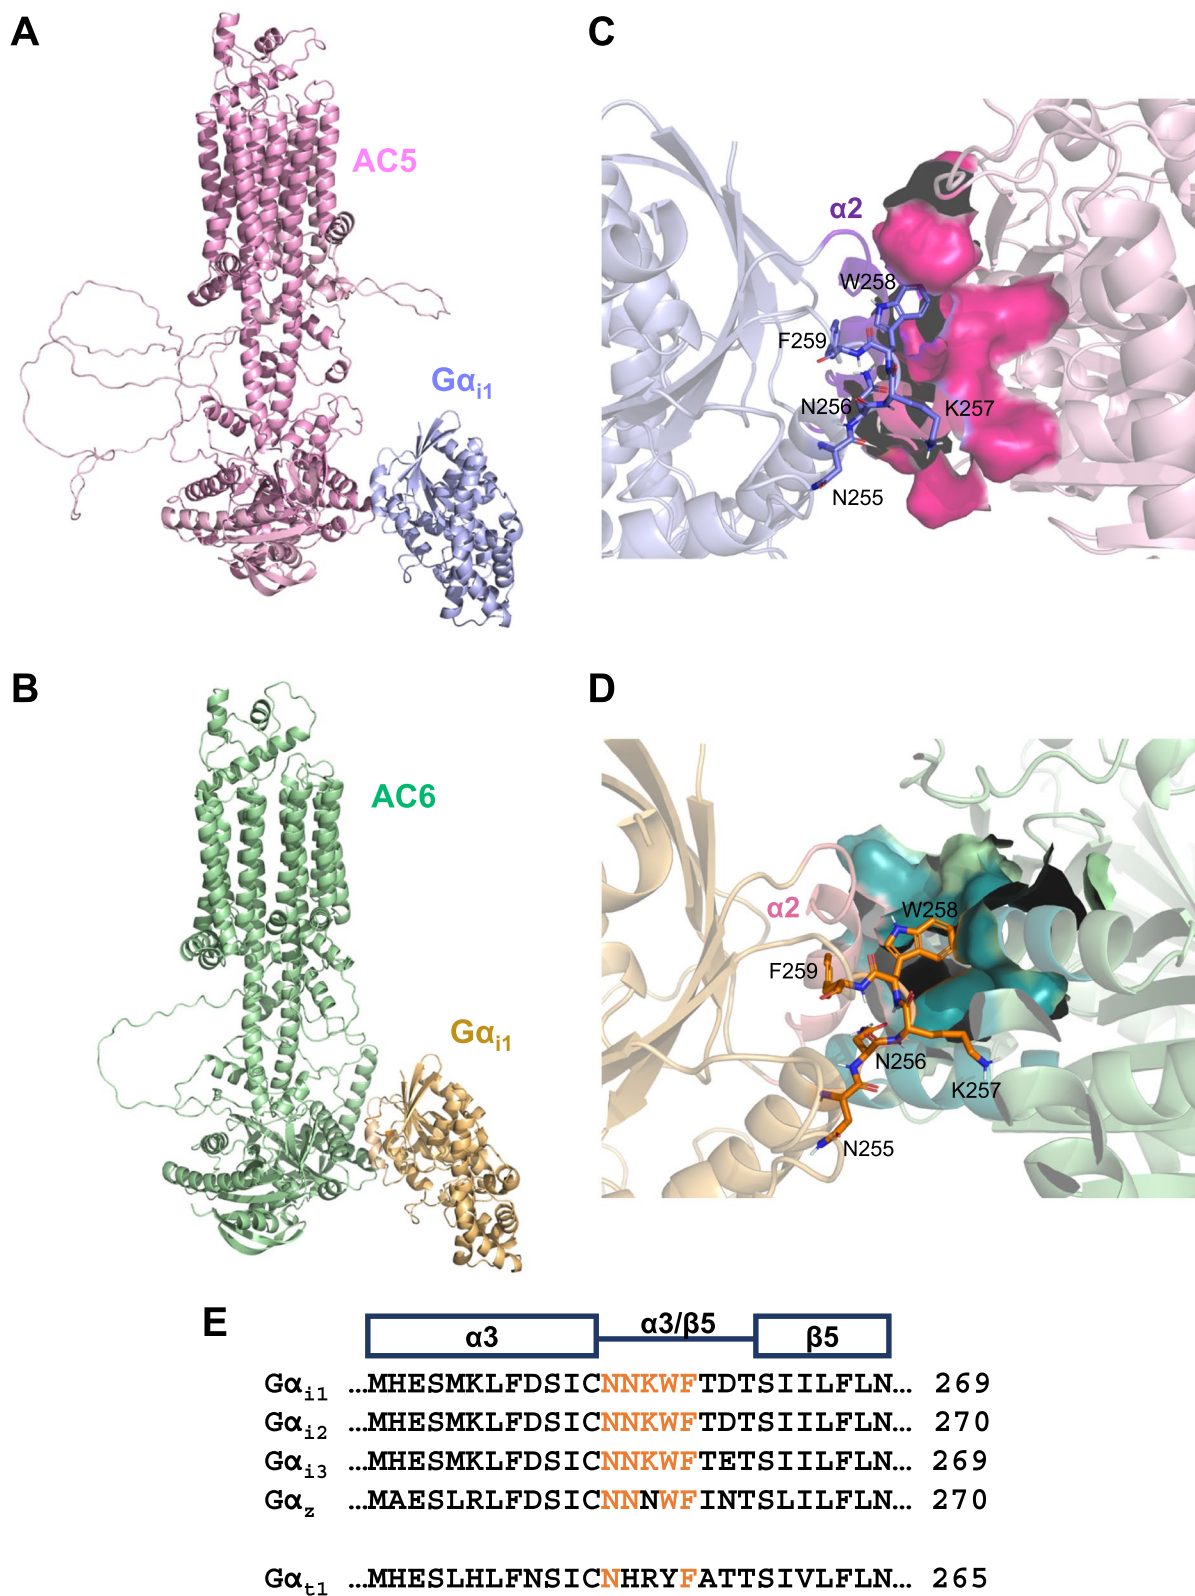 A
AC5
Gαi1
C
α2
W258
F259
N256
K257
N255
B
AC6
Gαi1
D
α2
W258
F259
N256
K257
N255
E
α3
α3/β5
β5
Gαi1 ...MHESMKLFDSICNNKWFTDTSIILFLN... 269
Gαi2 ...MHESMKLFDSICNNKWFTDTSIILFLN... 270
Gαi3 ...MHESMKLFDSICNNKWFTETSIILFLN... 269
Gαz ...MAESLRLFDSICNNNWFINTSLILFLN... 270
Gαt1 ...MHESLHLFNSICNHRYFATTSIVLFLN... 265